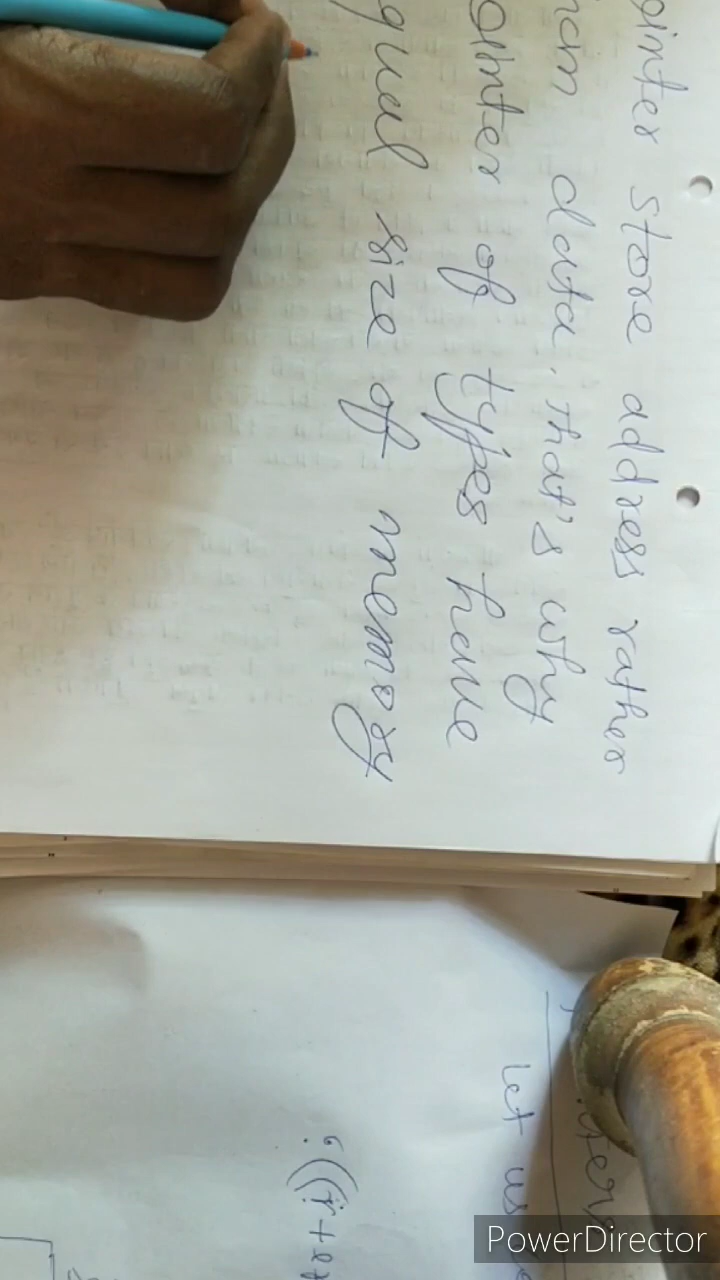 ointer store address rather
han data, that's why
ointer of types have
qual size of memory
let us
PowerDirector